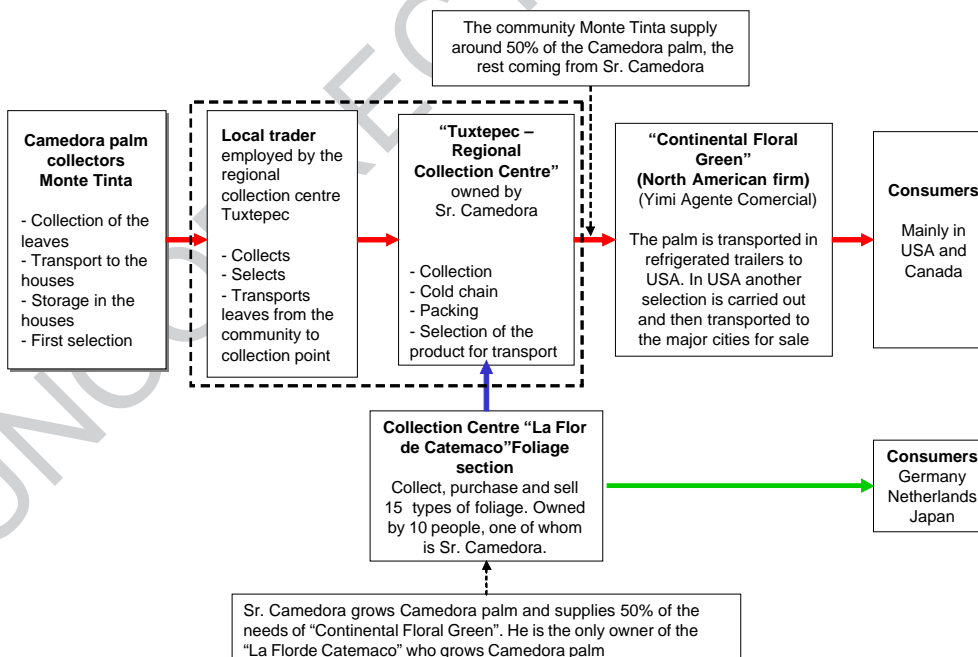 The community Monte Tinta supply
around 50% of the Camedora palm, the
rest coming from Sr. Camedora
Camedora palm
collectors
Monte Tinta
- Collection of the
leaves
- Transport to the
houses
- Storage in the
houses
- First selection
Local trader
employed by the
regional
collection centre
Tuxtepec
- Collects
- Selects
- Transports
leaves from the
community to
collection point
“Tuxtepec –
Regional
Collection Centre”
owned by
Sr. Camedora
- Collection
- Cold chain
- Packing
- Selection of the
product for transport
“Continental Floral
Green”
(North American firm)
(Yimi Agente Comercial)
The palm is transported in
refrigerated trailers to
USA. In USA another
selection is carried out
and then transported to
the major cities for sale
Consumers
Mainly in
USA and
Canada
Collection Centre “La Flor
de Catemaco”Foliage
section
Collect, purchase and sell
15 types of foliage. Owned
by 10 people, one of whom
is Sr. Camedora.
Consumers
Germany
Netherlands
Japan
Sr. Camedora grows Camedora palm and supplies 50% of the
needs of “Continental Floral Green”. He is the only owner of the
“La Florde Catemaco” who grows Camedora palm